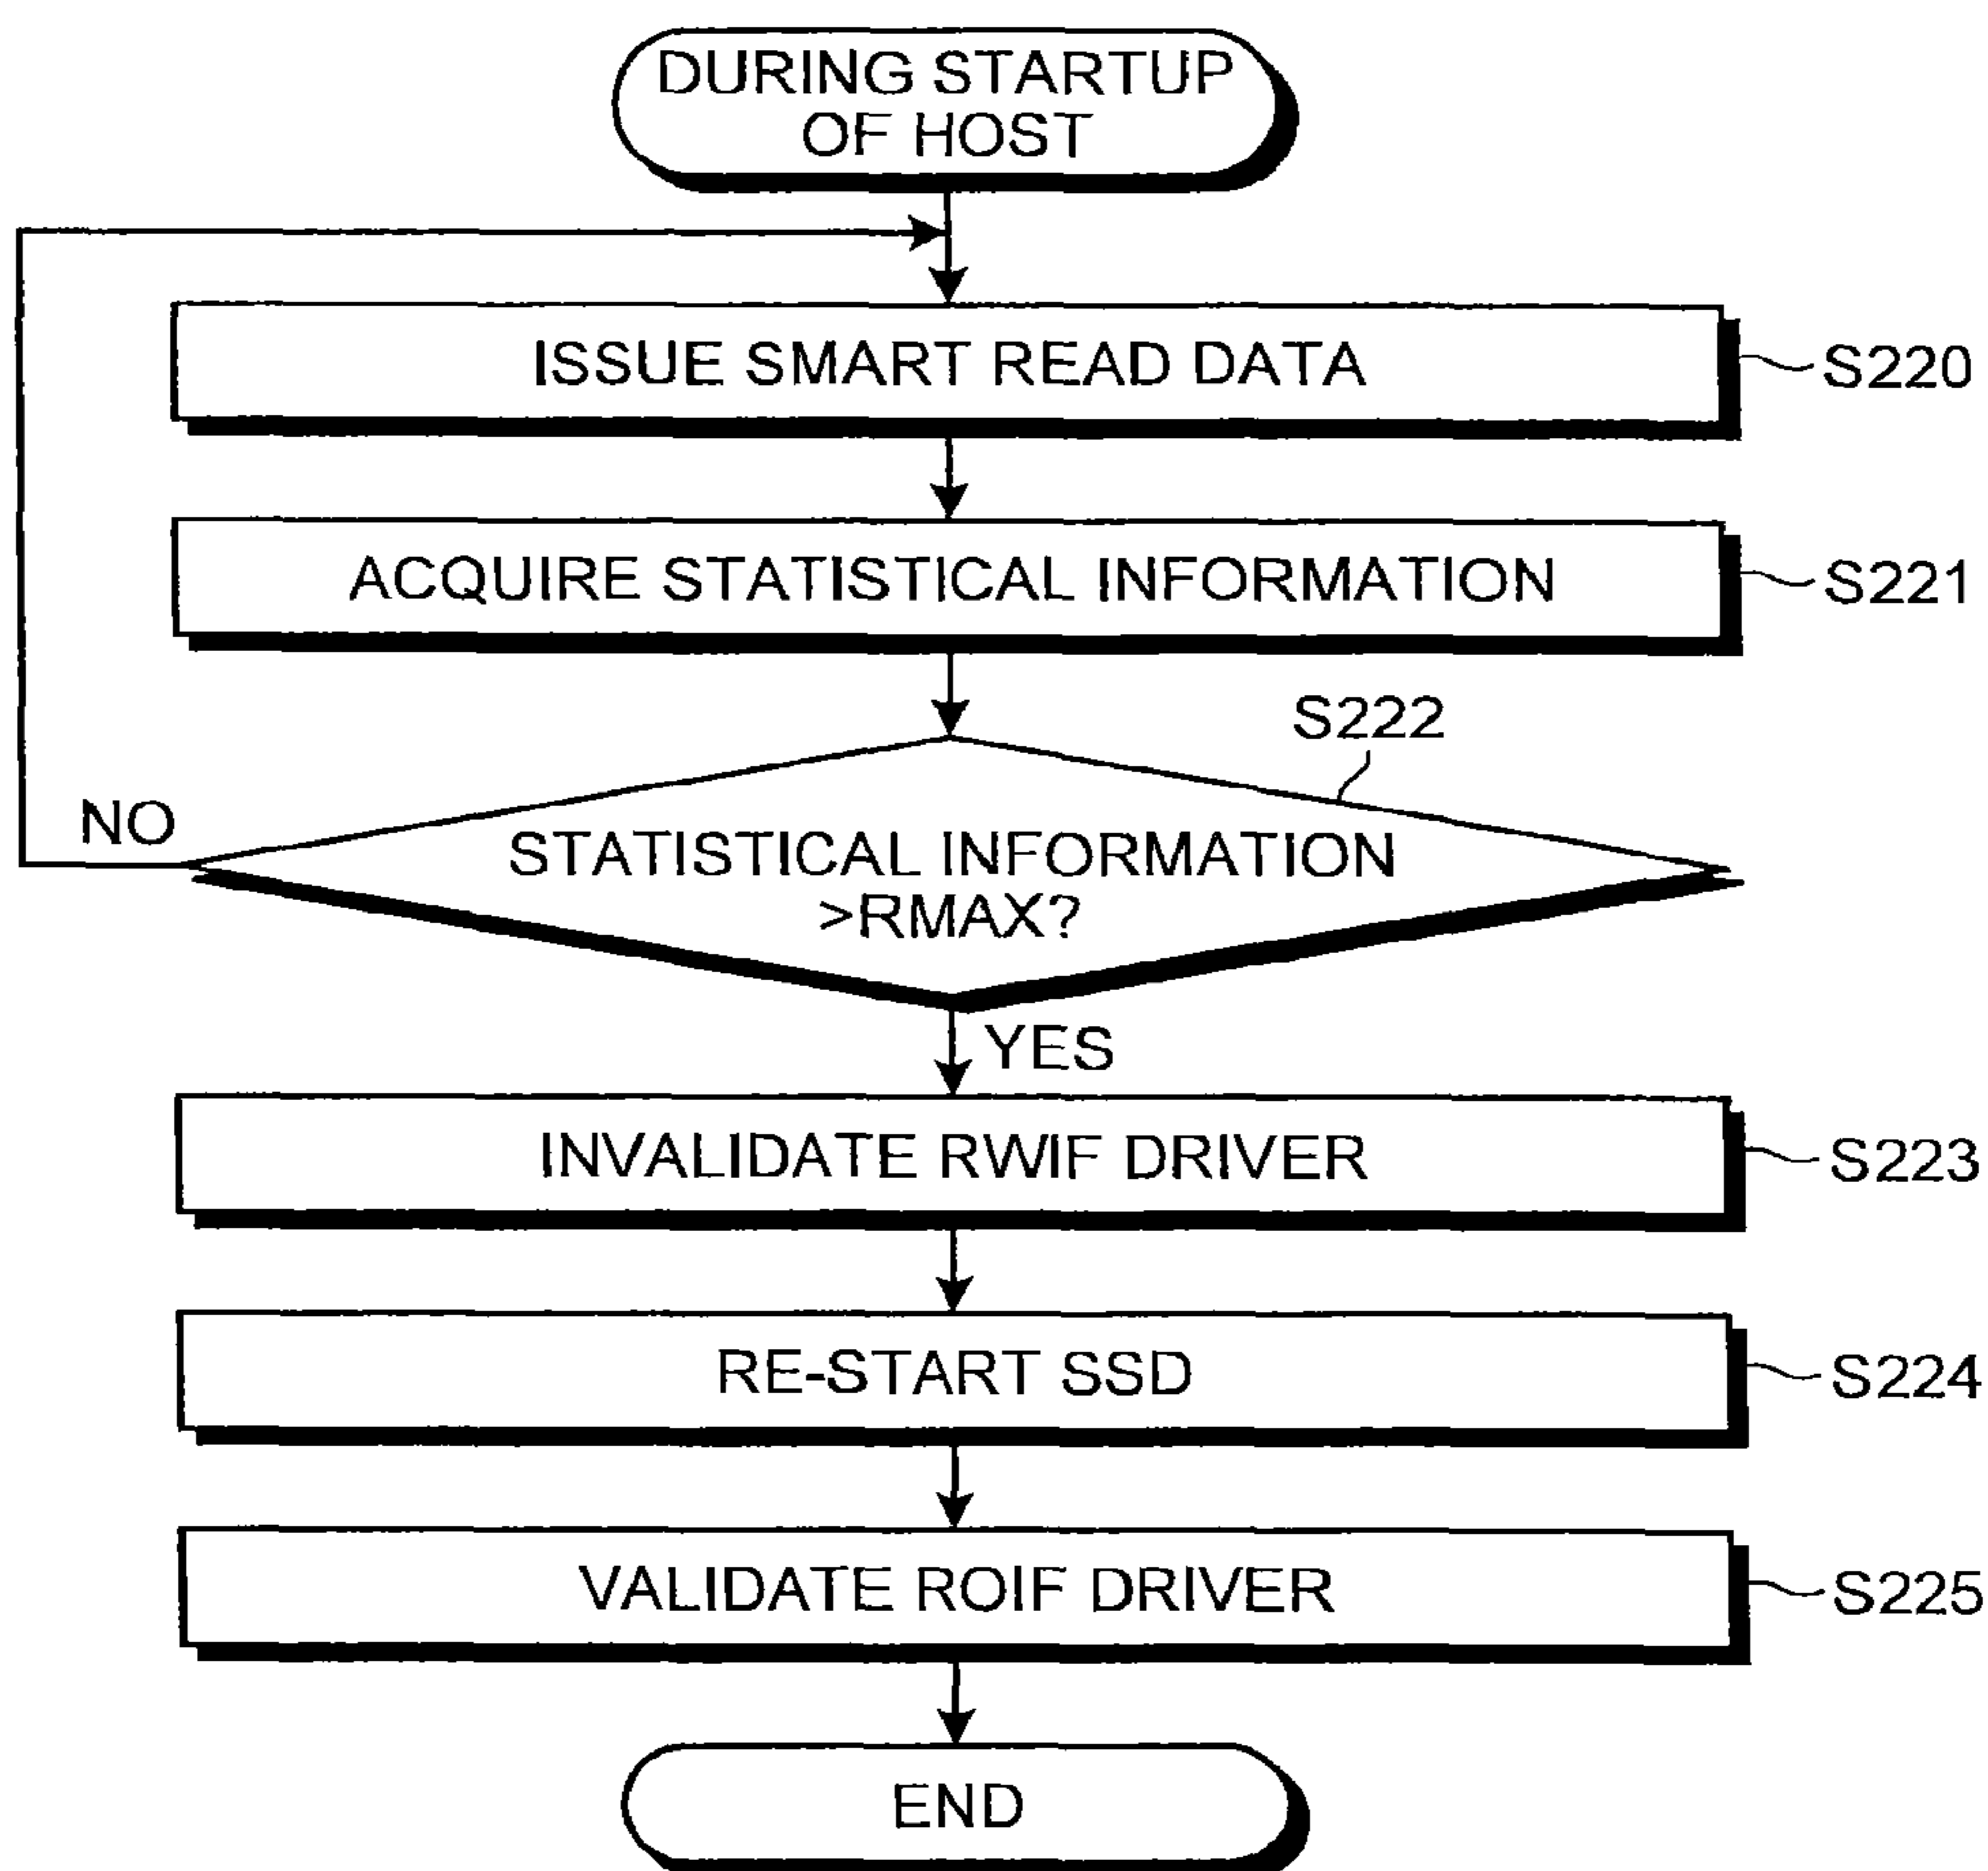 DURING STARTUP
OF HOST
ISSUE SMART READ DATA
S220
ACQUIRE STATISTICAL INFORMATION
S221
S222
NO
STATISTICAL INFORMATION
>RMAX?
YES
INVALIDATE RWIF DRIVER
S223
RE-START SSD
S224
VALIDATE ROIF DRIVER
S225
END